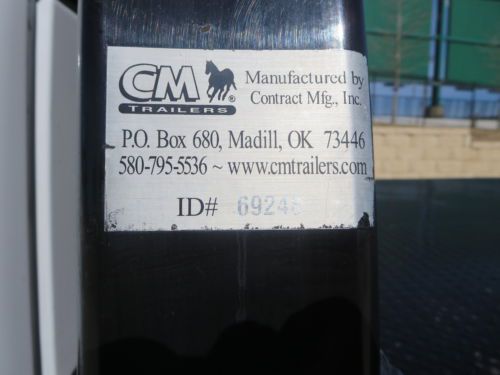 CM
TRAILERS
Manufactured by
Contract Mfg., Inc.
P.O. Box 680, Madill, OK 73446
580-795-5536 ~ www.cmtrailers.com
ID#